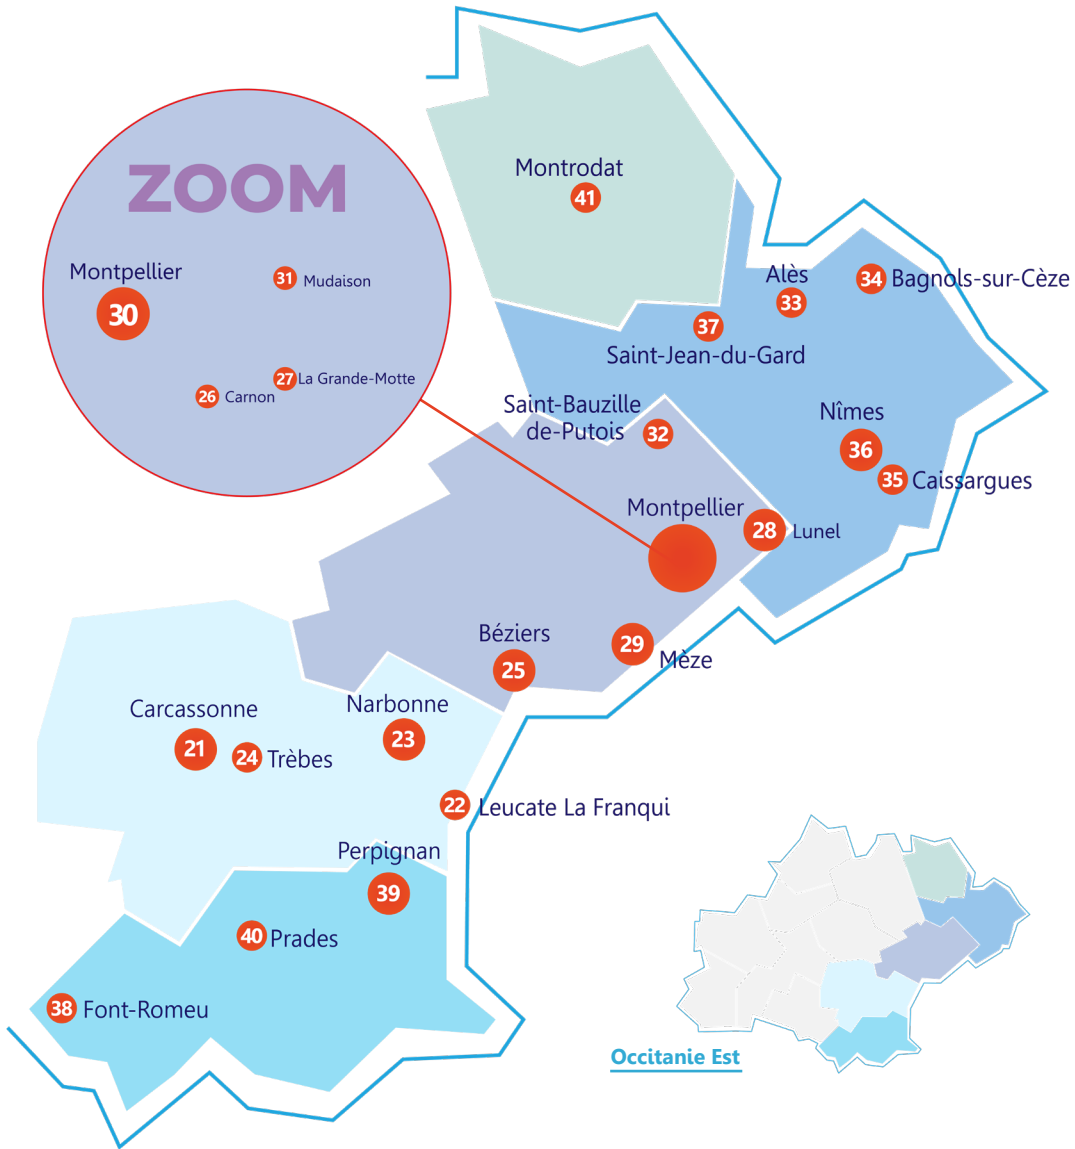 Montrodat
41
ZOOM
Montpellier
30
31 Mudaison
27 La Grande-Motte
26 Carnon
Alès
33
34 Bagnols-sur-Cèze
37
Saint-Jean-du-Gard
Saint-Bauzille
de-Putois 32
Nîmes
36
35 Caissargues
Montpellier
28 Lunel
Béziers
25
29
Mèze
Carcassonne
21
24 Trèbes
Narbonne
23
22 Leucate La Franqui
Perpignan
39
40 Prades
38 Font-Romeu
Occitanie Est